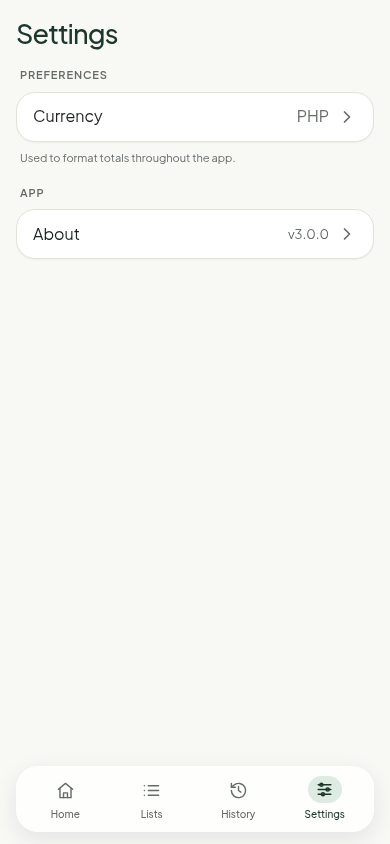 Settings
PREFERENCES
Currency PHP
Used to format totals throughout the app.
APP
About v3.0.0
Home Lists History Settings